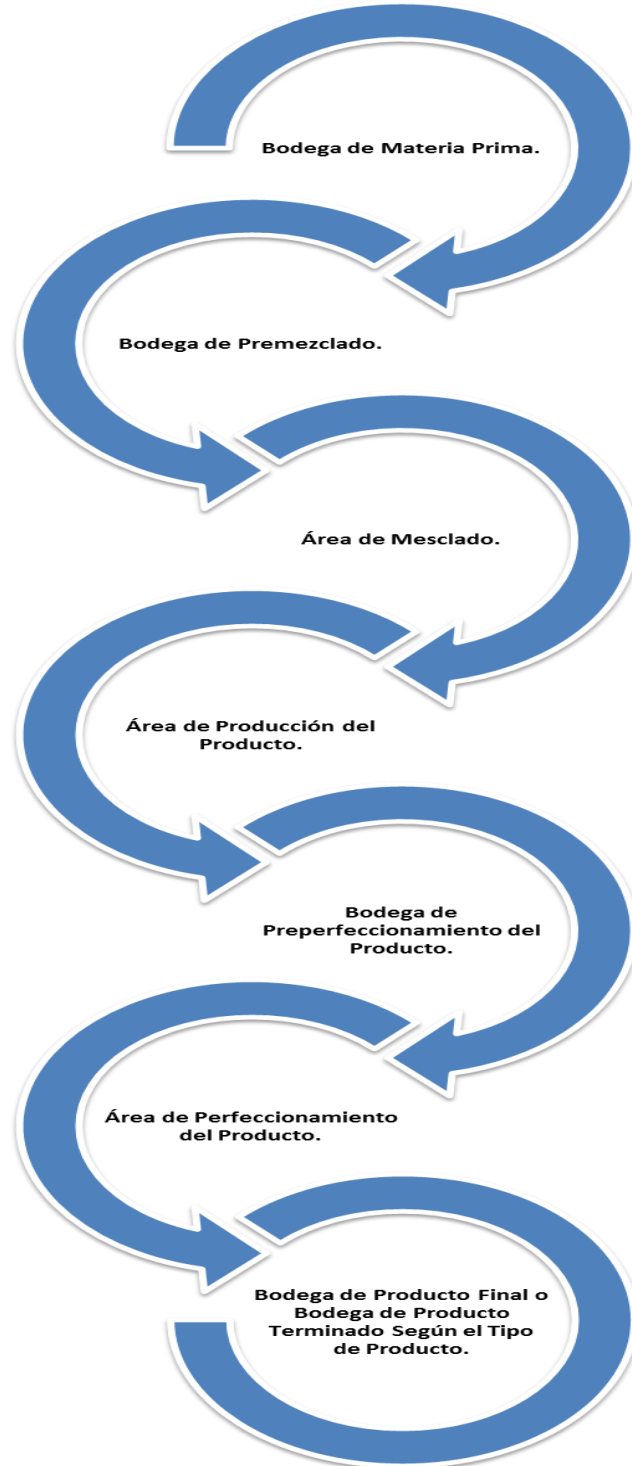 Bodega de Materia Prima.
Bodega de Premezclado.
Área de Mesclado.
Área de Producción del
Producto.
Bodega de
Preperfeccionamiento del
Producto.
Área de Perfeccionamiento
del Producto.
Bodega de Producto Final o
Bodega de Producto
Terminado Según el Tipo
de Producto.